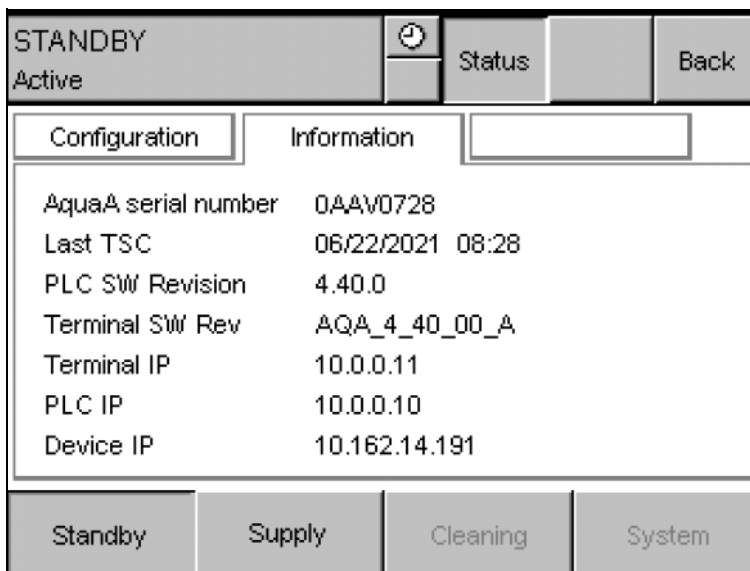 STANDBY
Active
Status
Back
Configuration
Information
AquaA serial number 0AAV0728
Last TSC 06/22/2021 08:28
PLC SW Revision 4.40.0
Terminal SW Rev AQA_4_40_00_A
Terminal IP 10.0.0.11
PLC IP 10.0.0.10
Device IP 10.162.14.191
Standby
Supply
Cleaning
System